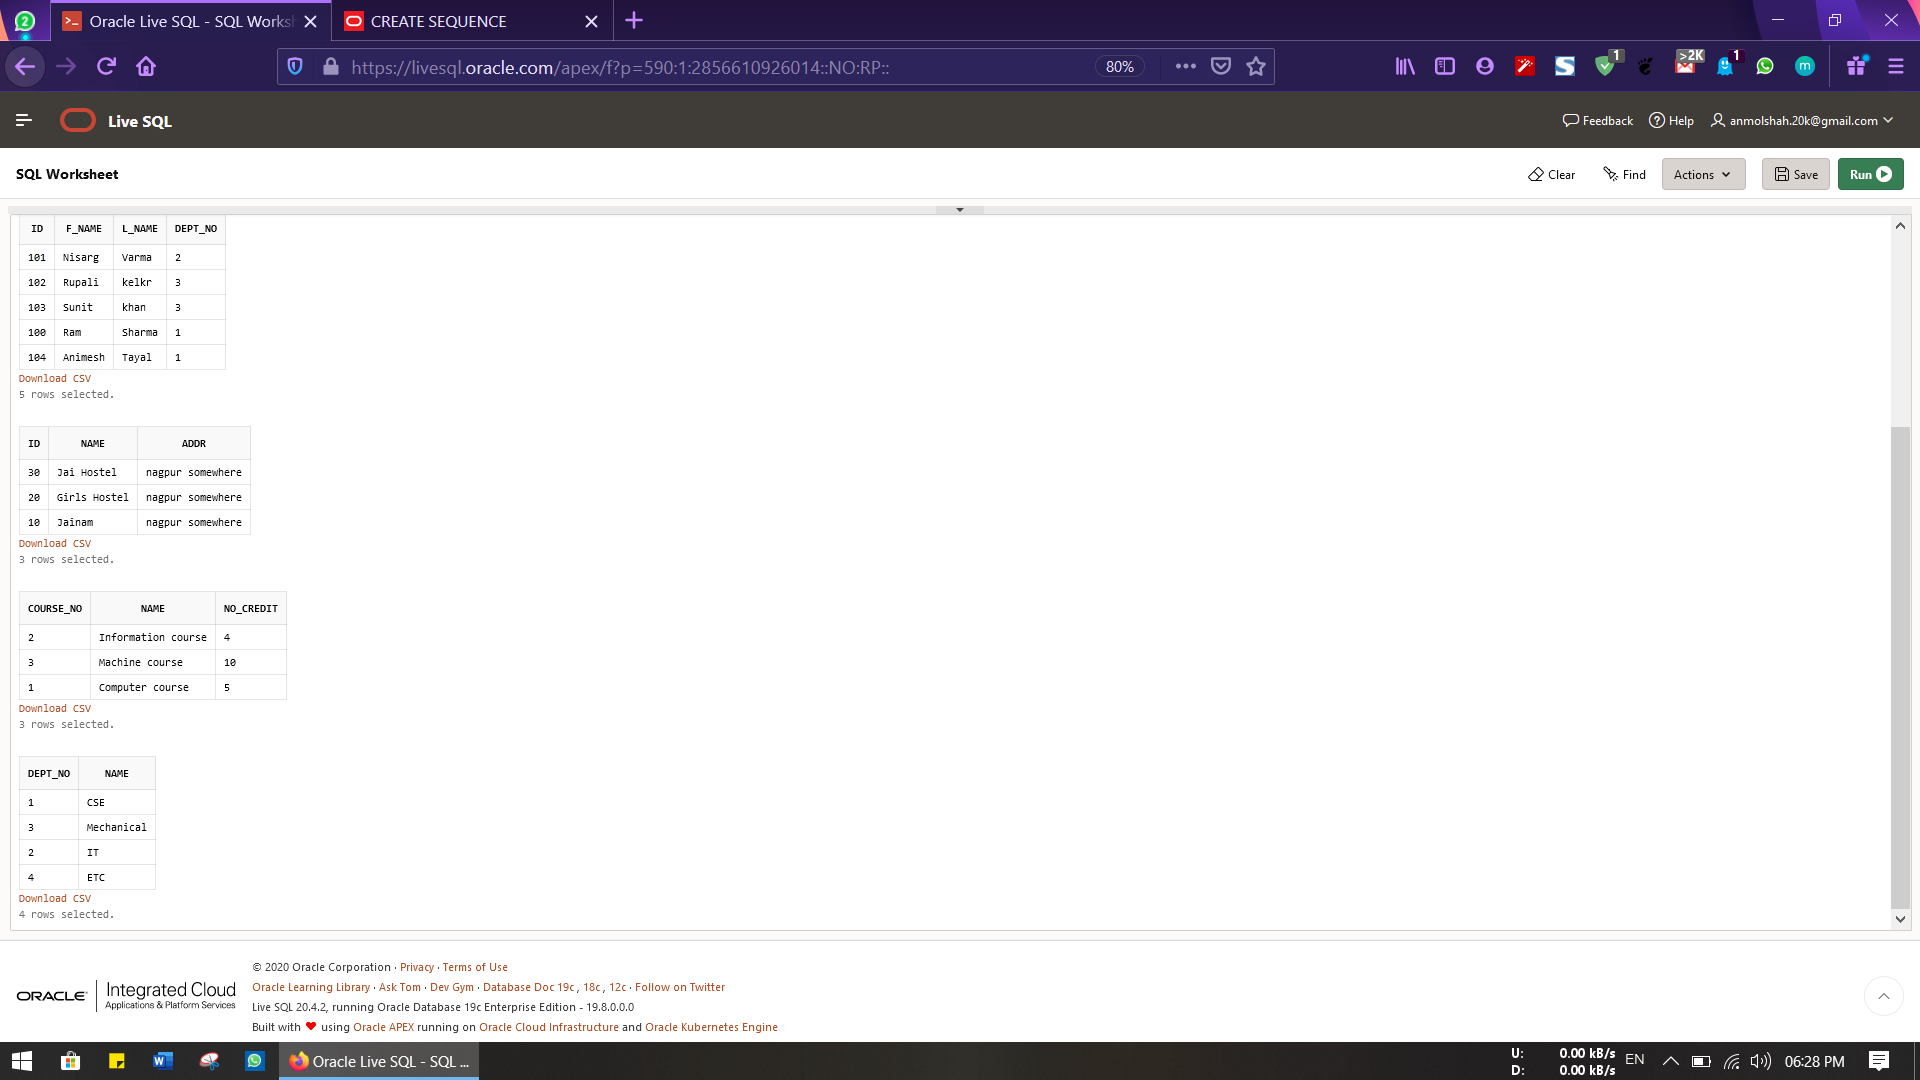 2
Oracle Live SQL - SQL Works
CREATE SEQUENCE
https://livesql.oracle.com/apex/f?p=590:1:2856610926014::NO:RP::
80%
1
>2K
1
m
Live SQL
Feedback
Help
anmolshah.20k@gmail.com
SQL Worksheet
Clear
Find
Actions
Save
Run
ID F_NAME L_NAME DEPT_NO
101 Nisarg Varma 2
102 Rupali kelkr 3
103 Sunit khan 3
100 Ram Sharma 1
104 Animesh Tayal 1
Download CSV
5 rows selected.
ID NAME ADDR
30 Jai Hostel nagpur somewhere
20 Girls Hostel nagpur somewhere
10 Jainam nagpur somewhere
Download CSV
3 rows selected.
COURSE_NO NAME NO_CREDIT
2 Information course 4
3 Machine course 10
1 Computer course 5
Download CSV
3 rows selected.
DEPT_NO NAME
1 CSE
3 Mechanical
2 IT
4 ETC
Download CSV
4 rows selected.
ORACLE
Integrated Cloud
Applications & Platform Services
© 2020 Oracle Corporation · Privacy · Terms of Use
Oracle Learning Library · Ask Tom · Dev Gym · Database Doc 19c, 18c, 12c · Follow on Twitter
Live SQL 20.4.2, running Oracle Database 19c Enterprise Edition - 19.8.0.0.0
Built with ❤ using Oracle APEX running on Oracle Cloud Infrastructure and Oracle Kubernetes Engine
Oracle Live SQL - SQL ...
U: 0.00 kB/s
D: 0.00 kB/s
EN
06:28 PM